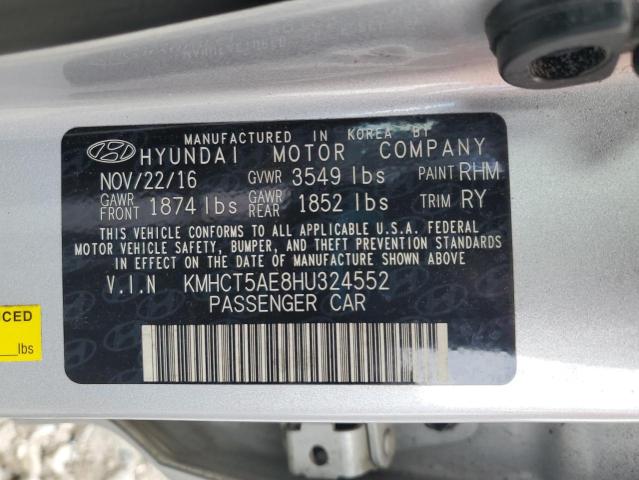 MANUFACTURED IN KOREA BY
HYUNDAI MOTOR COMPANY
NOV/22/16 GVWR 3549 lbs PAINT RHM
GAWR FRONT 1874 lbs GAWR REAR 1852 lbs TRIM RY
THIS VEHICLE CONFORMS TO ALL APPLICABLE U.S.A. FEDERAL
MOTOR VEHICLE SAFETY, BUMPER, AND THEFT PREVENTION
STANDARDS IN EFFECT ON THE DATE OF MANUFACTURE SHOWN ABOVE
V.I.N KMHCT5AE8HU324552
PASSENGER CAR
lbs